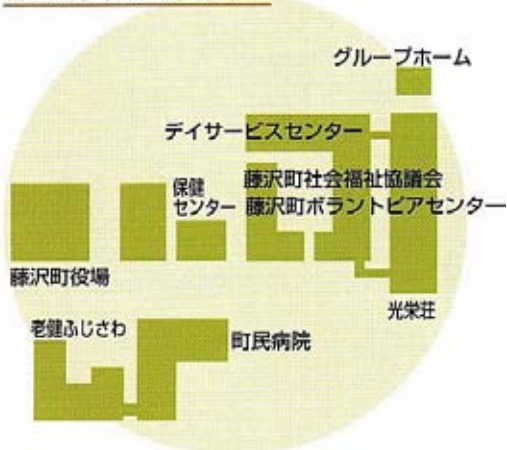 グループホーム
デイサービスセンター
保健
センター
藤沢町社会福祉協議会
藤沢町ボラントピアセンター
藤沢町役場
光栄荘
老健ふじさわ
町民病院